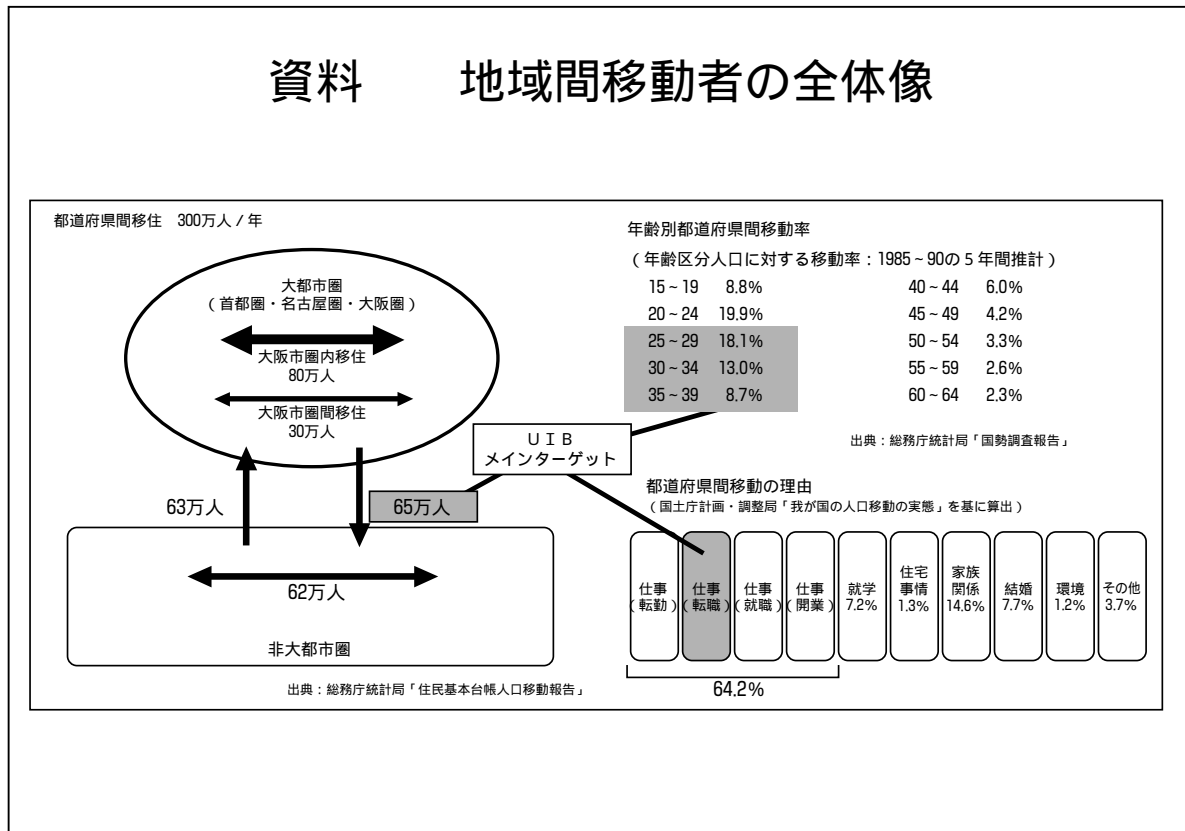 資料　　地域間移動者の全体像
都道府県間移住　300万人／年
大都市圏
（首都圏・名古屋圏・大阪圏）
大阪市圏内移住
80万人
大阪市圏間移住
30万人
63万人
65万人
62万人
非大都市圏
出典：総務庁統計局「住民基本台帳人口移動報告」
UIB
メインターゲット
年齢別都道府県間移動率
（年齢区分人口に対する移動率：1985～90の5年間推計）
15～19　8.8%
20～24　19.9%
25～29　18.1%
30～34　13.0%
35～39　8.7%
40～44　6.0%
45～49　4.2%
50～54　3.3%
55～59　2.6%
60～64　2.3%
出典：総務庁統計局「国勢調査報告」
都道府県間移動の理由
（国土庁計画・調整局「我が国の人口移動の実態」を基に算出）
仕事
（転勤）
仕事
（転職）
仕事
（就職）
仕事
（開業）
就学
7.2%
住宅
事情
1.3%
家族
関係
14.6%
結婚
7.7%
環境
1.2%
その他
3.7%
64.2%